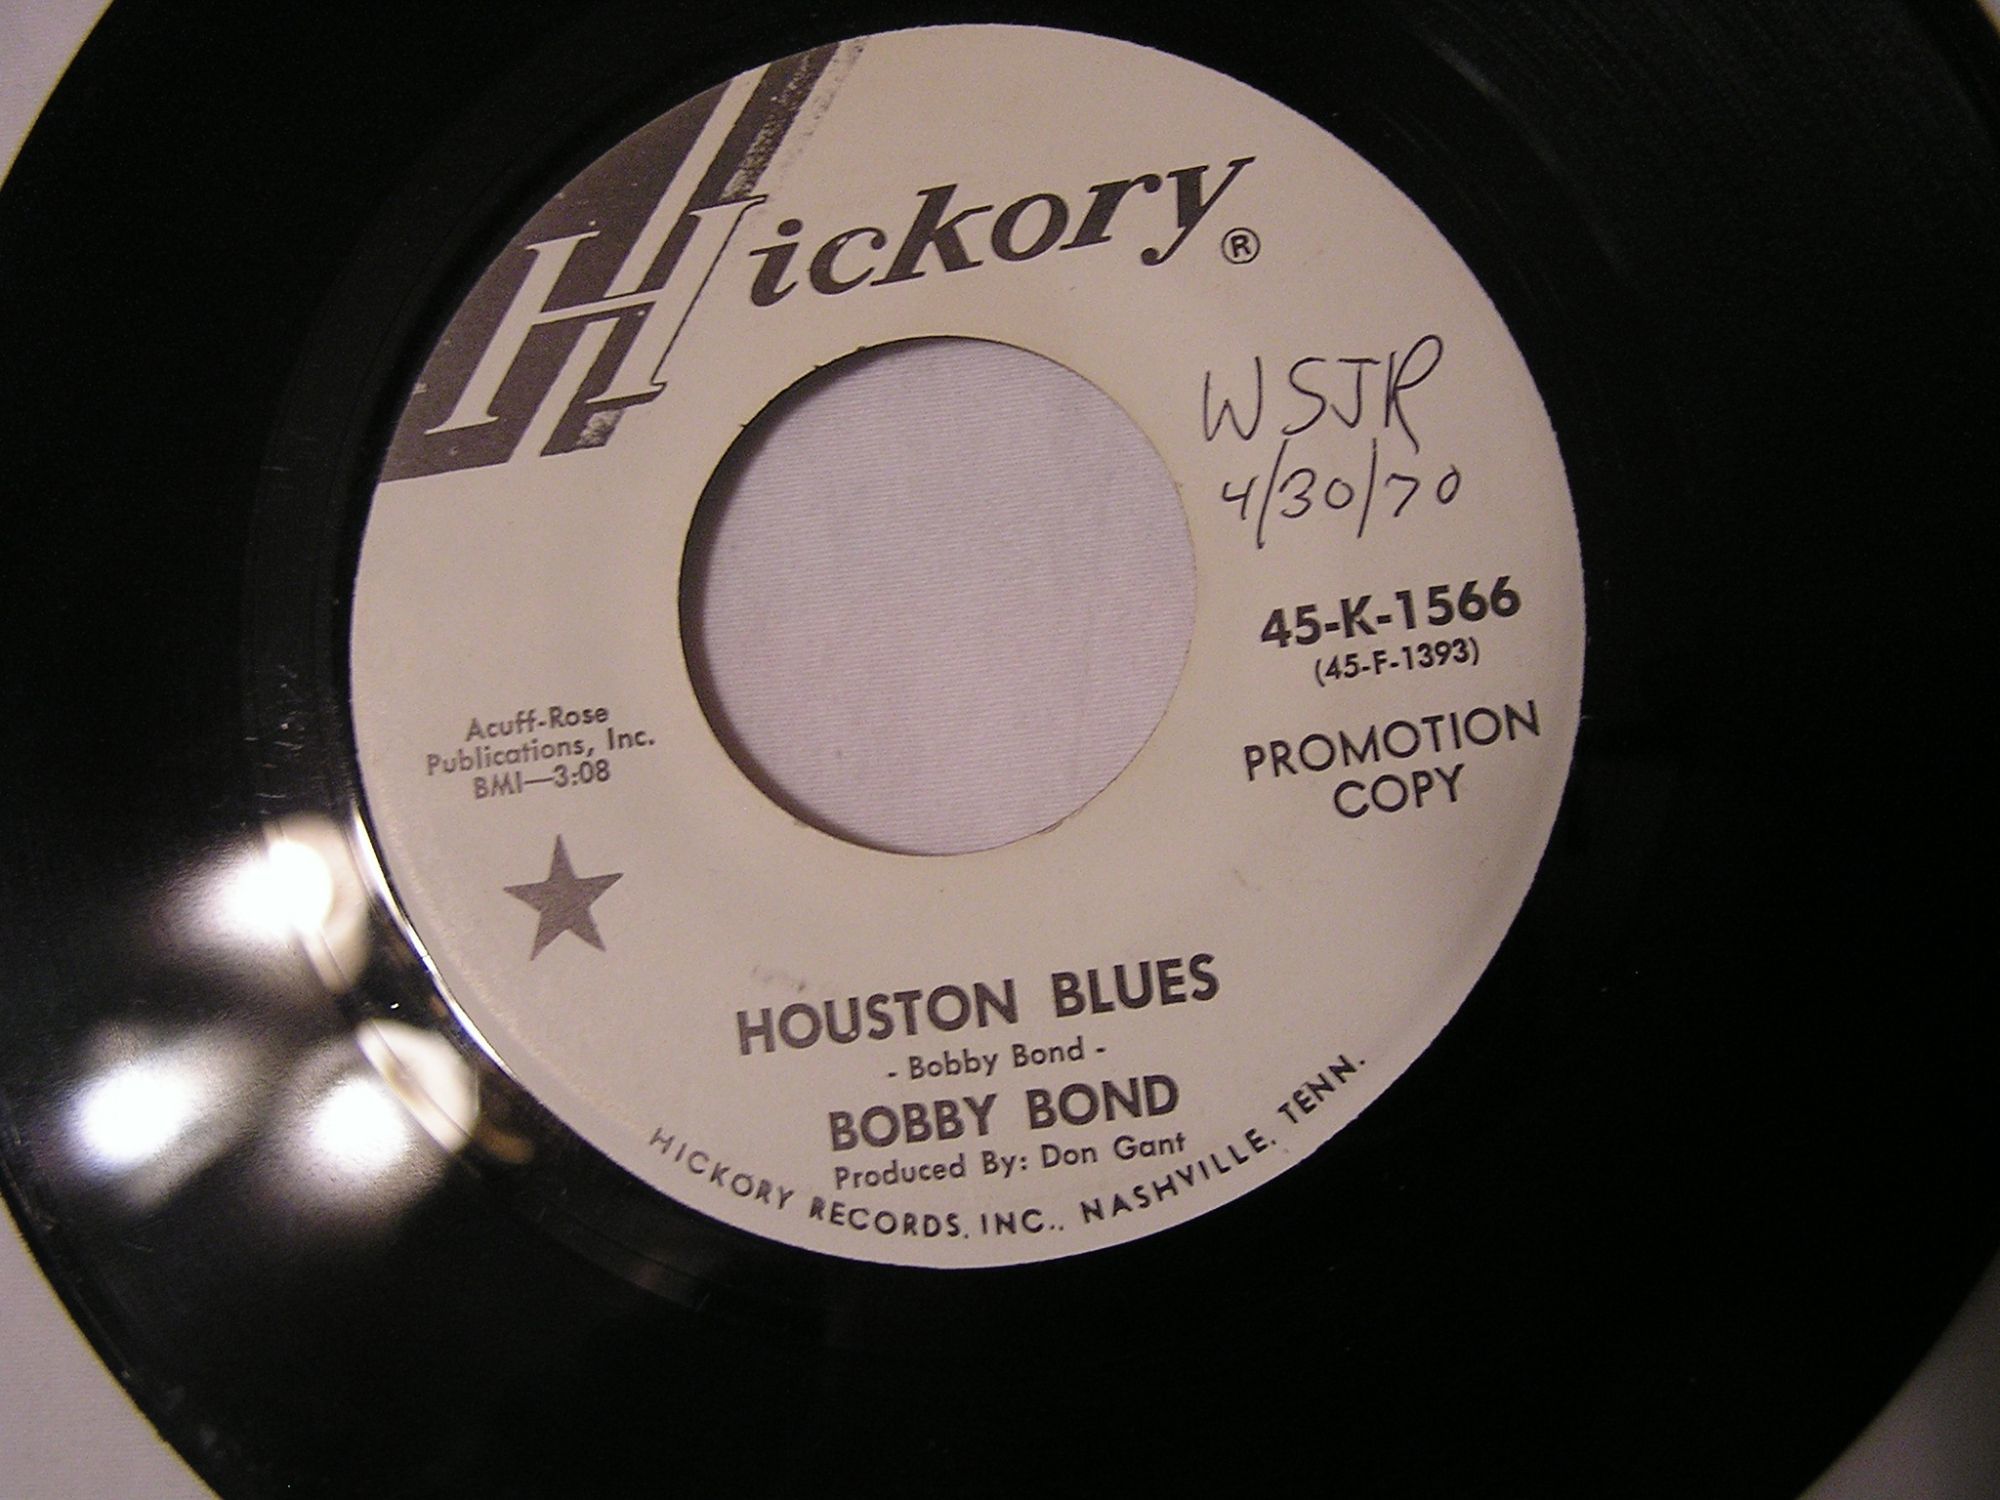 Hickory®
WSJR
4/30/70
45-K-1566
(45-F-1393)
PROMOTION
COPY
Acuff-Rose
Publications, Inc.
BMI—3:08
HOUSTON BLUES
- Bobby Bond -
BOBBY BOND
Produced By: Don Gant
HICKORY RECORDS, INC., NASHVILLE, TENN.